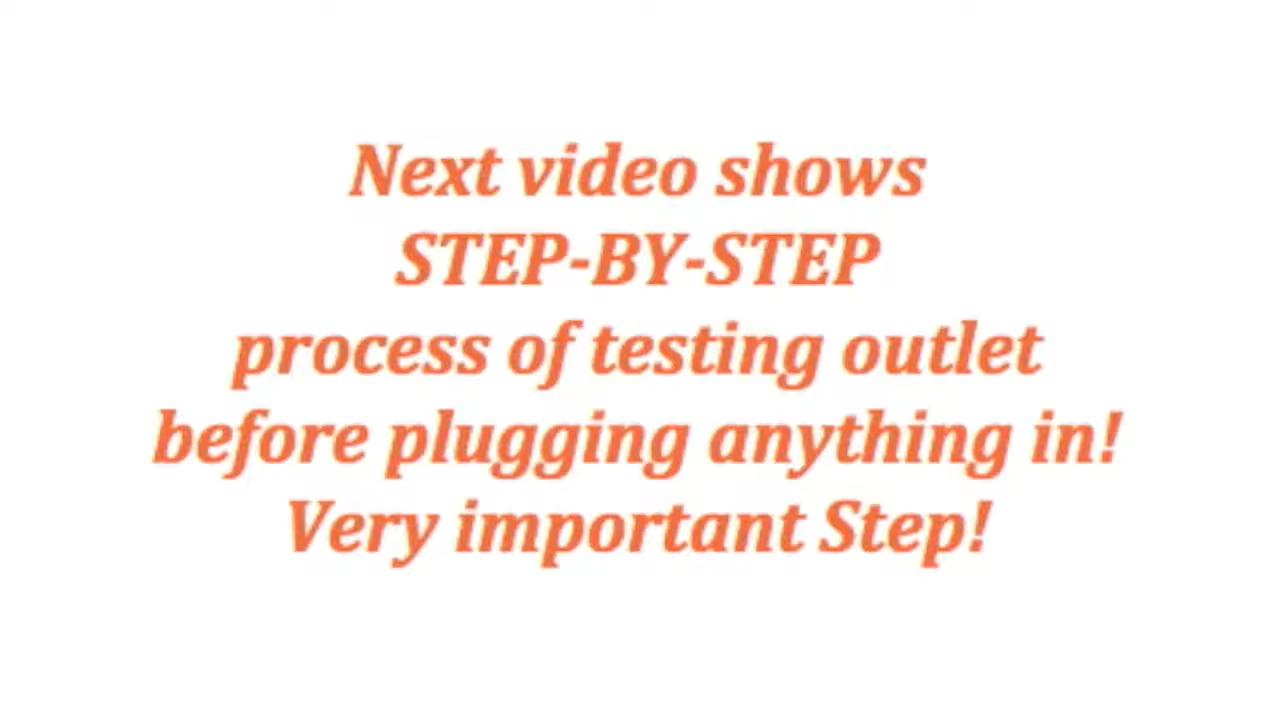 Next video shows
STEP-BY-STEP
process of testing outlet
before plugging anything in!
Very important Step!